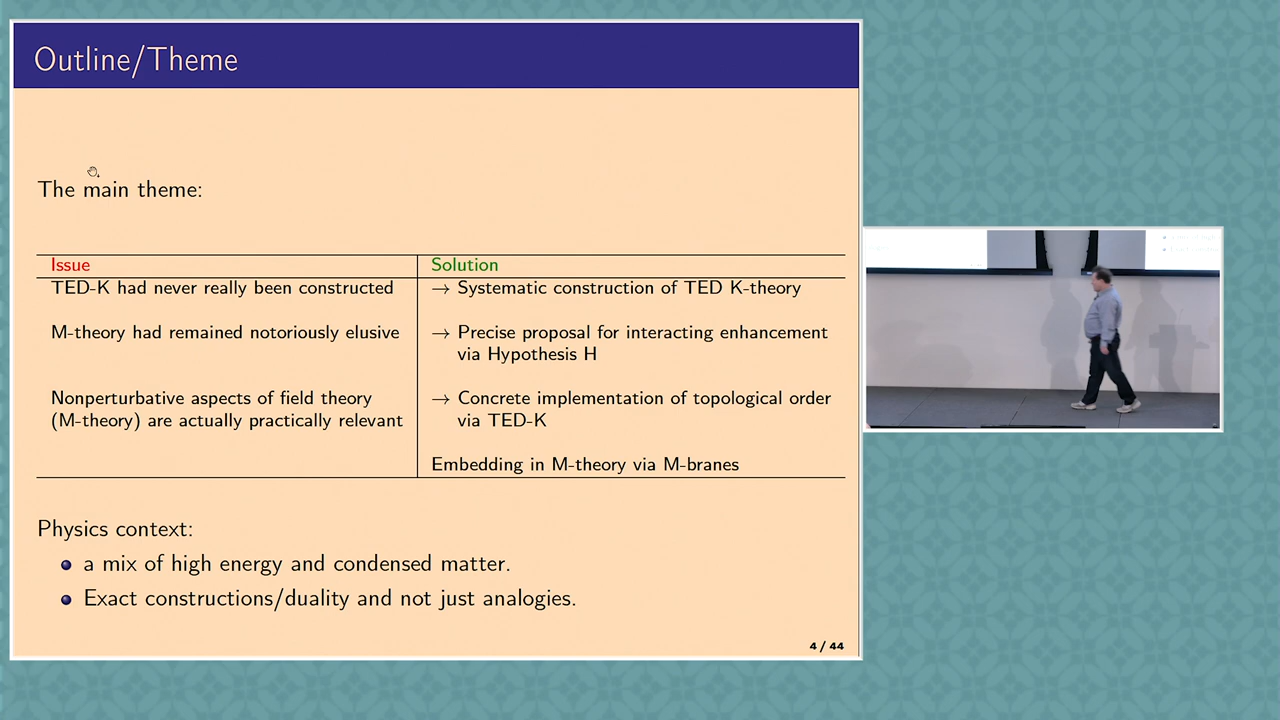 Outline/Theme
The main theme:
Issue
Solution
TED-K had never really been constructed
→ Systematic construction of TED K-theory
M-theory had remained notoriously elusive
→ Precise proposal for interacting enhancement
via Hypothesis H
Nonperturbative aspects of field theory
(M-theory) are actually practically relevant
→ Concrete implementation of topological order
via TED-K
Embedding in M-theory via M-branes
Physics context:
a mix of high energy and condensed matter.
Exact constructions/duality and not just analogies.
4 / 44